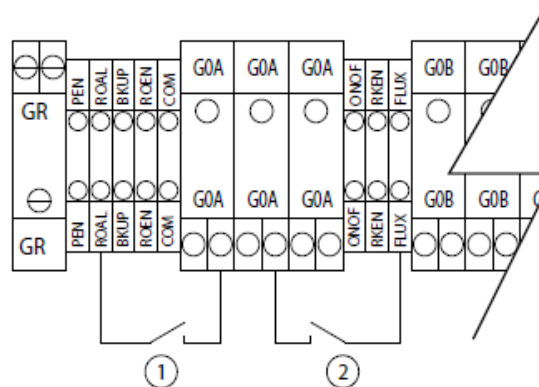 GR PEN ROAL BKUP ROEN COM G0A G0A G0A ONOF RKEN FLUX G0B G0B
GR PEN ROAL BKUP ROEN COM G0A G0A G0A ONOF RKEN FLUX G0B G0B
1 2